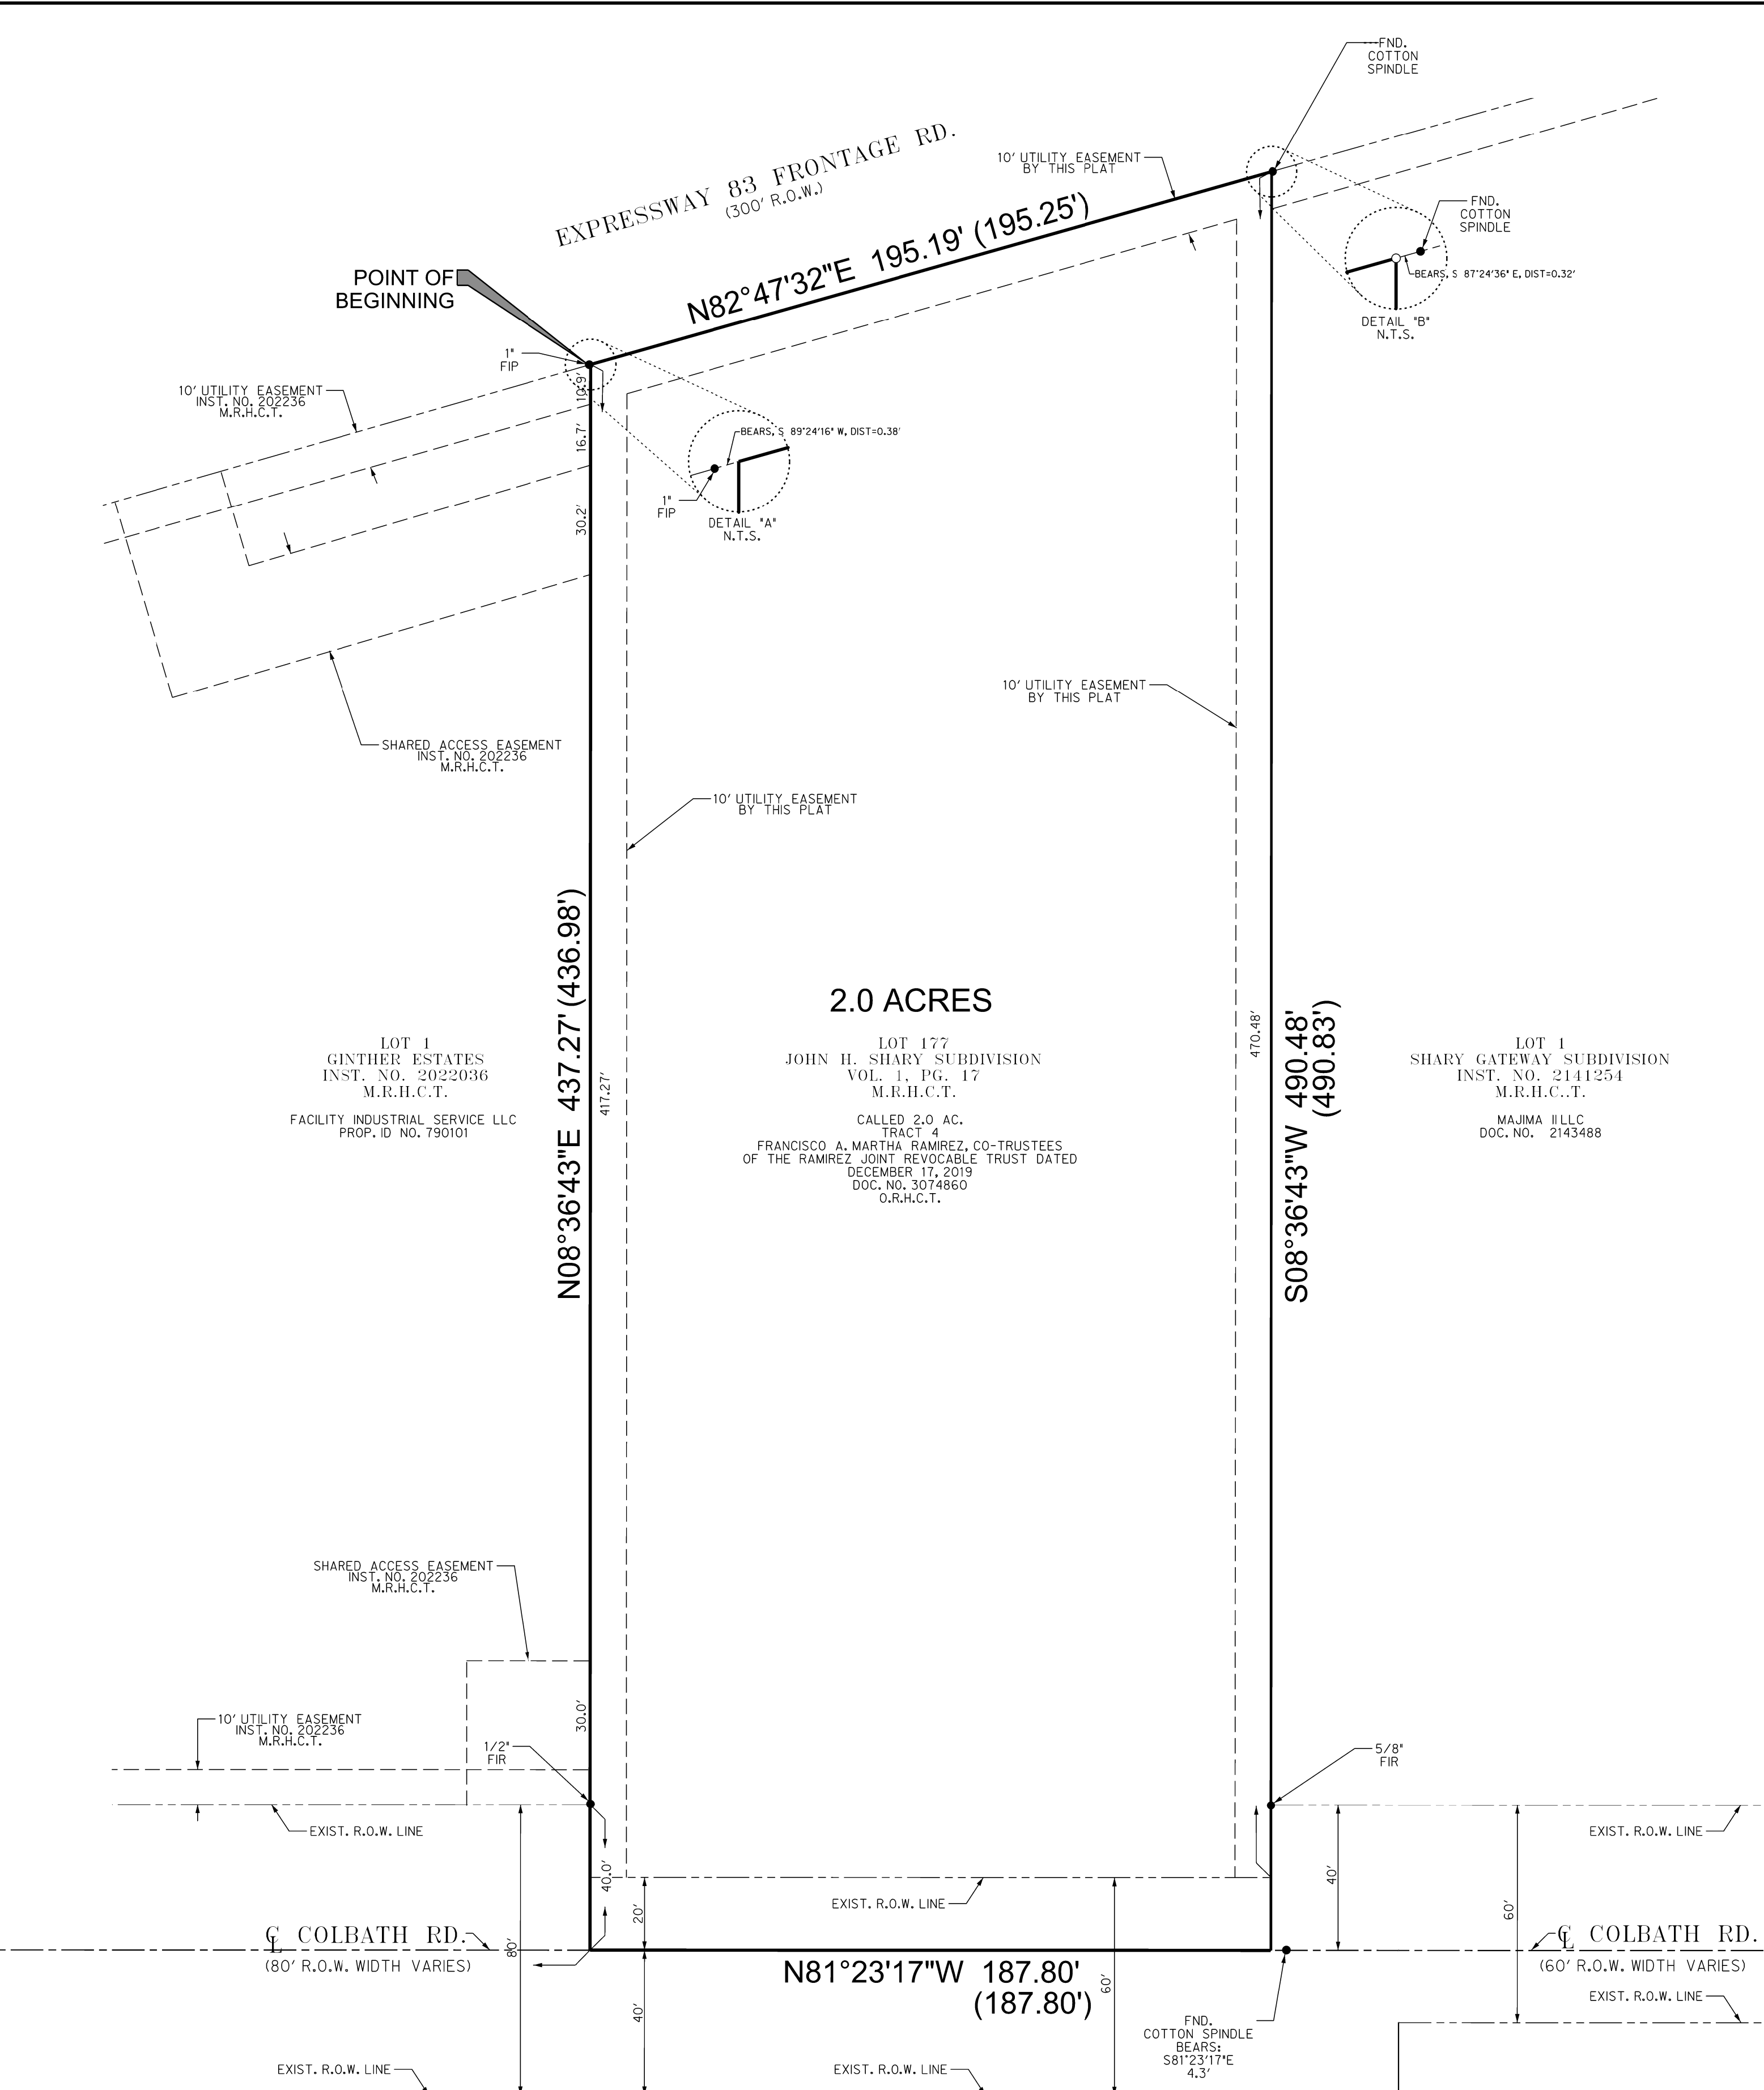 FND.
COTTON
SPINDLE
EXPRESSWAY 83 FRONTAGE RD.
(300' R.O.W.)
10' UTILITY EASEMENT
BY THIS PLAT
N82°47'32"E 195.19' (195.25')
FND.
COTTON
SPINDLE
BEARS, S 87°24'36" E, DIST=0.32'
DETAIL "B"
N.T.S.
POINT OF
BEGINNING
1"
FIP
10' UTILITY EASEMENT
INST. NO. 202236
M.R.H.C.T.
10.9'
16.7'
30.2'
BEARS, S 89°24'16" W, DIST=0.38'
1"
FIP
DETAIL "A"
N.T.S.
10' UTILITY EASEMENT
BY THIS PLAT
SHARED ACCESS EASEMENT
INST. NO. 202236
M.R.H.C.T.
10' UTILITY EASEMENT
BY THIS PLAT
N08°36'43"E 437.27' (436.98')
417.27'
2.0 ACRES
LOT 177
JOHN H. SHARY SUBDIVISION
VOL. 1, PG. 17
M.R.H.C.T.
CALLED 2.0 AC.
TRACT 4
FRANCISCO A. MARTHA RAMIREZ, CO-TRUSTEES
OF THE RAMIREZ JOINT REVOCABLE TRUST DATED
DECEMBER 17, 2019
DOC. NO. 3074860
O.R.H.C.T.
LOT 1
GINTHER ESTATES
INST. NO. 2022036
M.R.H.C.T.
FACILITY INDUSTRIAL SERVICE LLC
PROP. ID NO. 790101
470.48'
S08°36'43"W 490.48'
(490.83')
LOT 1
SHARY GATEWAY SUBDIVISION
INST. NO. 2141254
M.R.H.C..T.
MAJIMA II LLC
DOC. NO. 2143488
SHARED ACCESS EASEMENT
INST. NO. 202236
M.R.H.C.T.
30.0'
10' UTILITY EASEMENT
INST. NO. 202236
M.R.H.C.T.
1/2"
FIR
5/8"
FIR
EXIST. R.O.W. LINE
EXIST. R.O.W. LINE
40.0'
40'
EXIST. R.O.W. LINE
20'
60'
80'
℄ COLBATH RD.
(80' R.O.W. WIDTH VARIES)
℄ COLBATH RD.
(60' R.O.W. WIDTH VARIES)
N81°23'17"W 187.80'
(187.80')
60'
40'
EXIST. R.O.W. LINE
FND.
COTTON SPINDLE
BEARS:
S81°23'17"E
4.3'
EXIST. R.O.W. LINE
EXIST. R.O.W. LINE